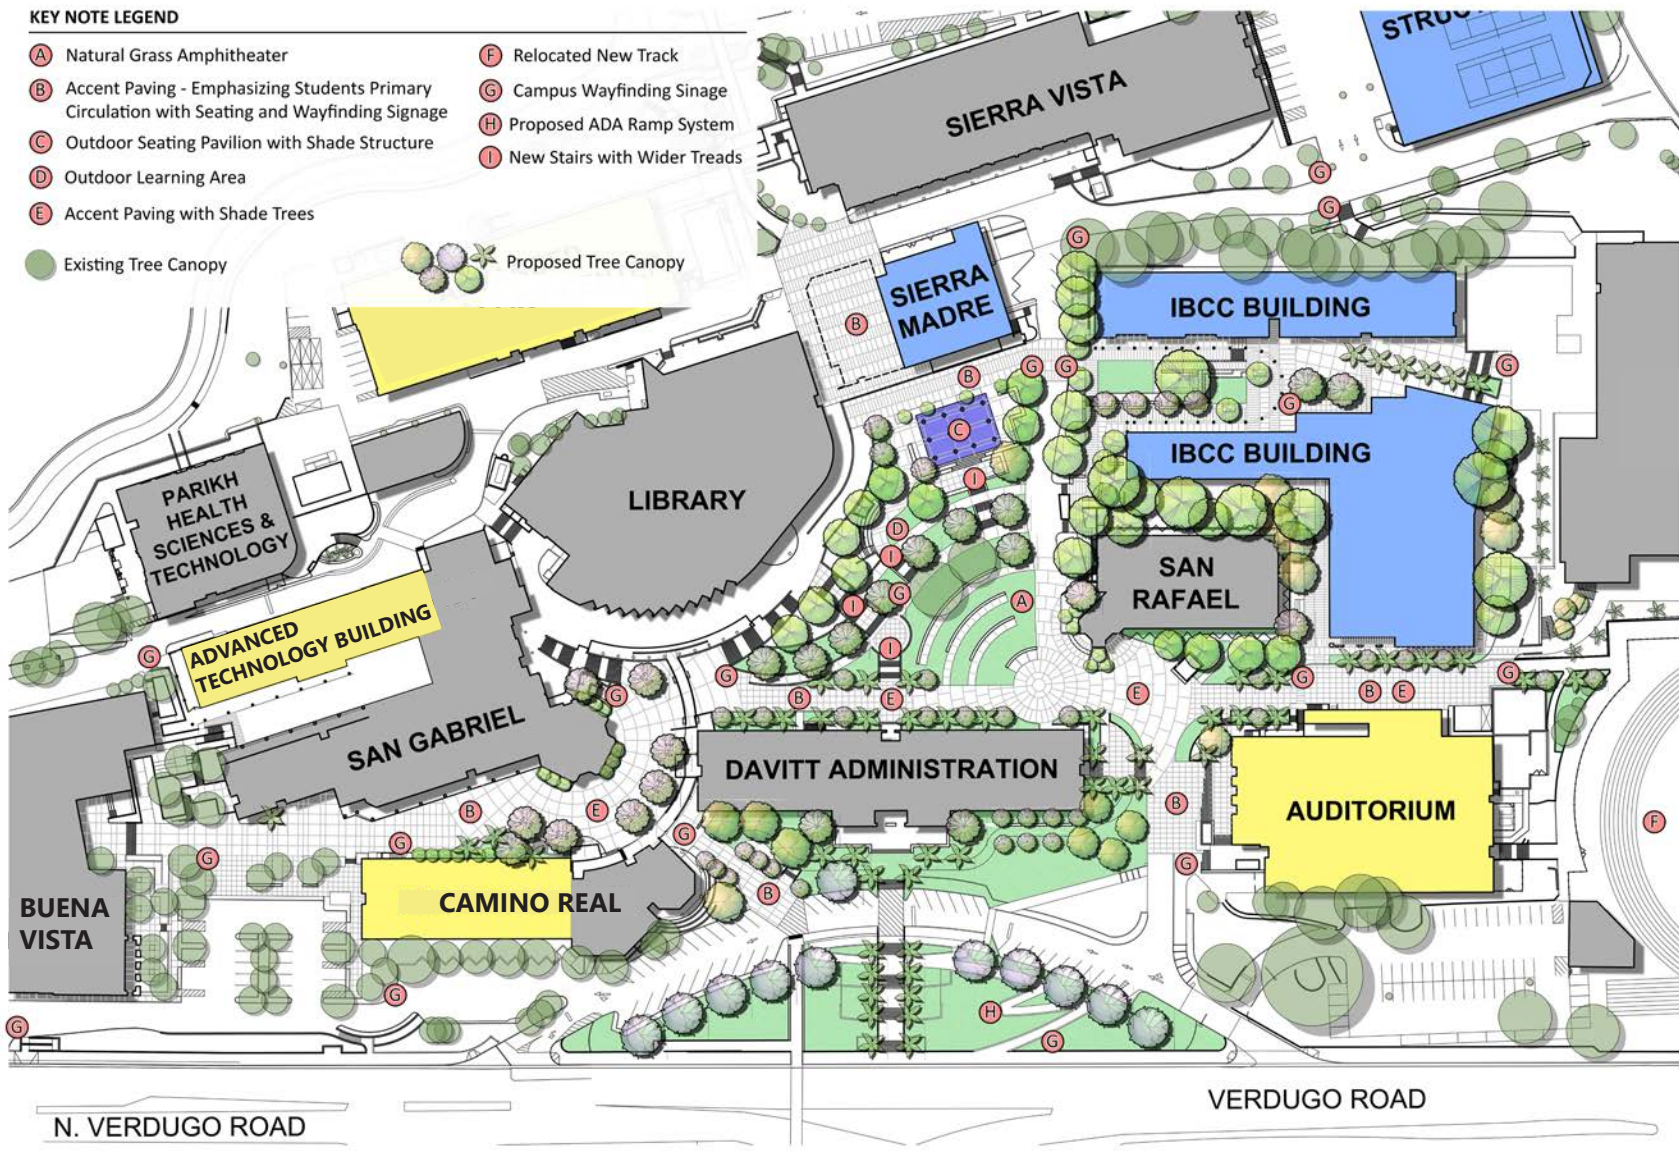 KEY NOTE LEGEND
A Natural Grass Amphitheater
B Accent Paving - Emphasizing Students Primary
Circulation with Seating and Wayfinding Signage
C Outdoor Seating Pavilion with Shade Structure
D Outdoor Learning Area
E Accent Paving with Shade Trees
Existing Tree Canopy
F Relocated New Track
G Campus Wayfinding Sinage
H Proposed ADA Ramp System
I New Stairs with Wider Treads
Proposed Tree Canopy
SIERRA VISTA
G
G
G
SIERRA
MADRE
B
IBCC BUILDING
B
G
G
G
G
C
IBCC BUILDING
I
LIBRARY
PARIKH
HEALTH
SCIENCES &
TECHNOLOGY
D
I
G
I
A
SAN
RAFAEL
I
ADVANCED
TECHNOLOGY BUILDING
G
G
G
B
E
E
G
B
E
G
SAN GABRIEL
DAVITT ADMINISTRATION
B
E
B
AUDITORIUM
F
G
G
G
G
B
BUENA
VISTA
CAMINO REAL
G
H
G
G
VERDUGO ROAD
N. VERDUGO ROAD